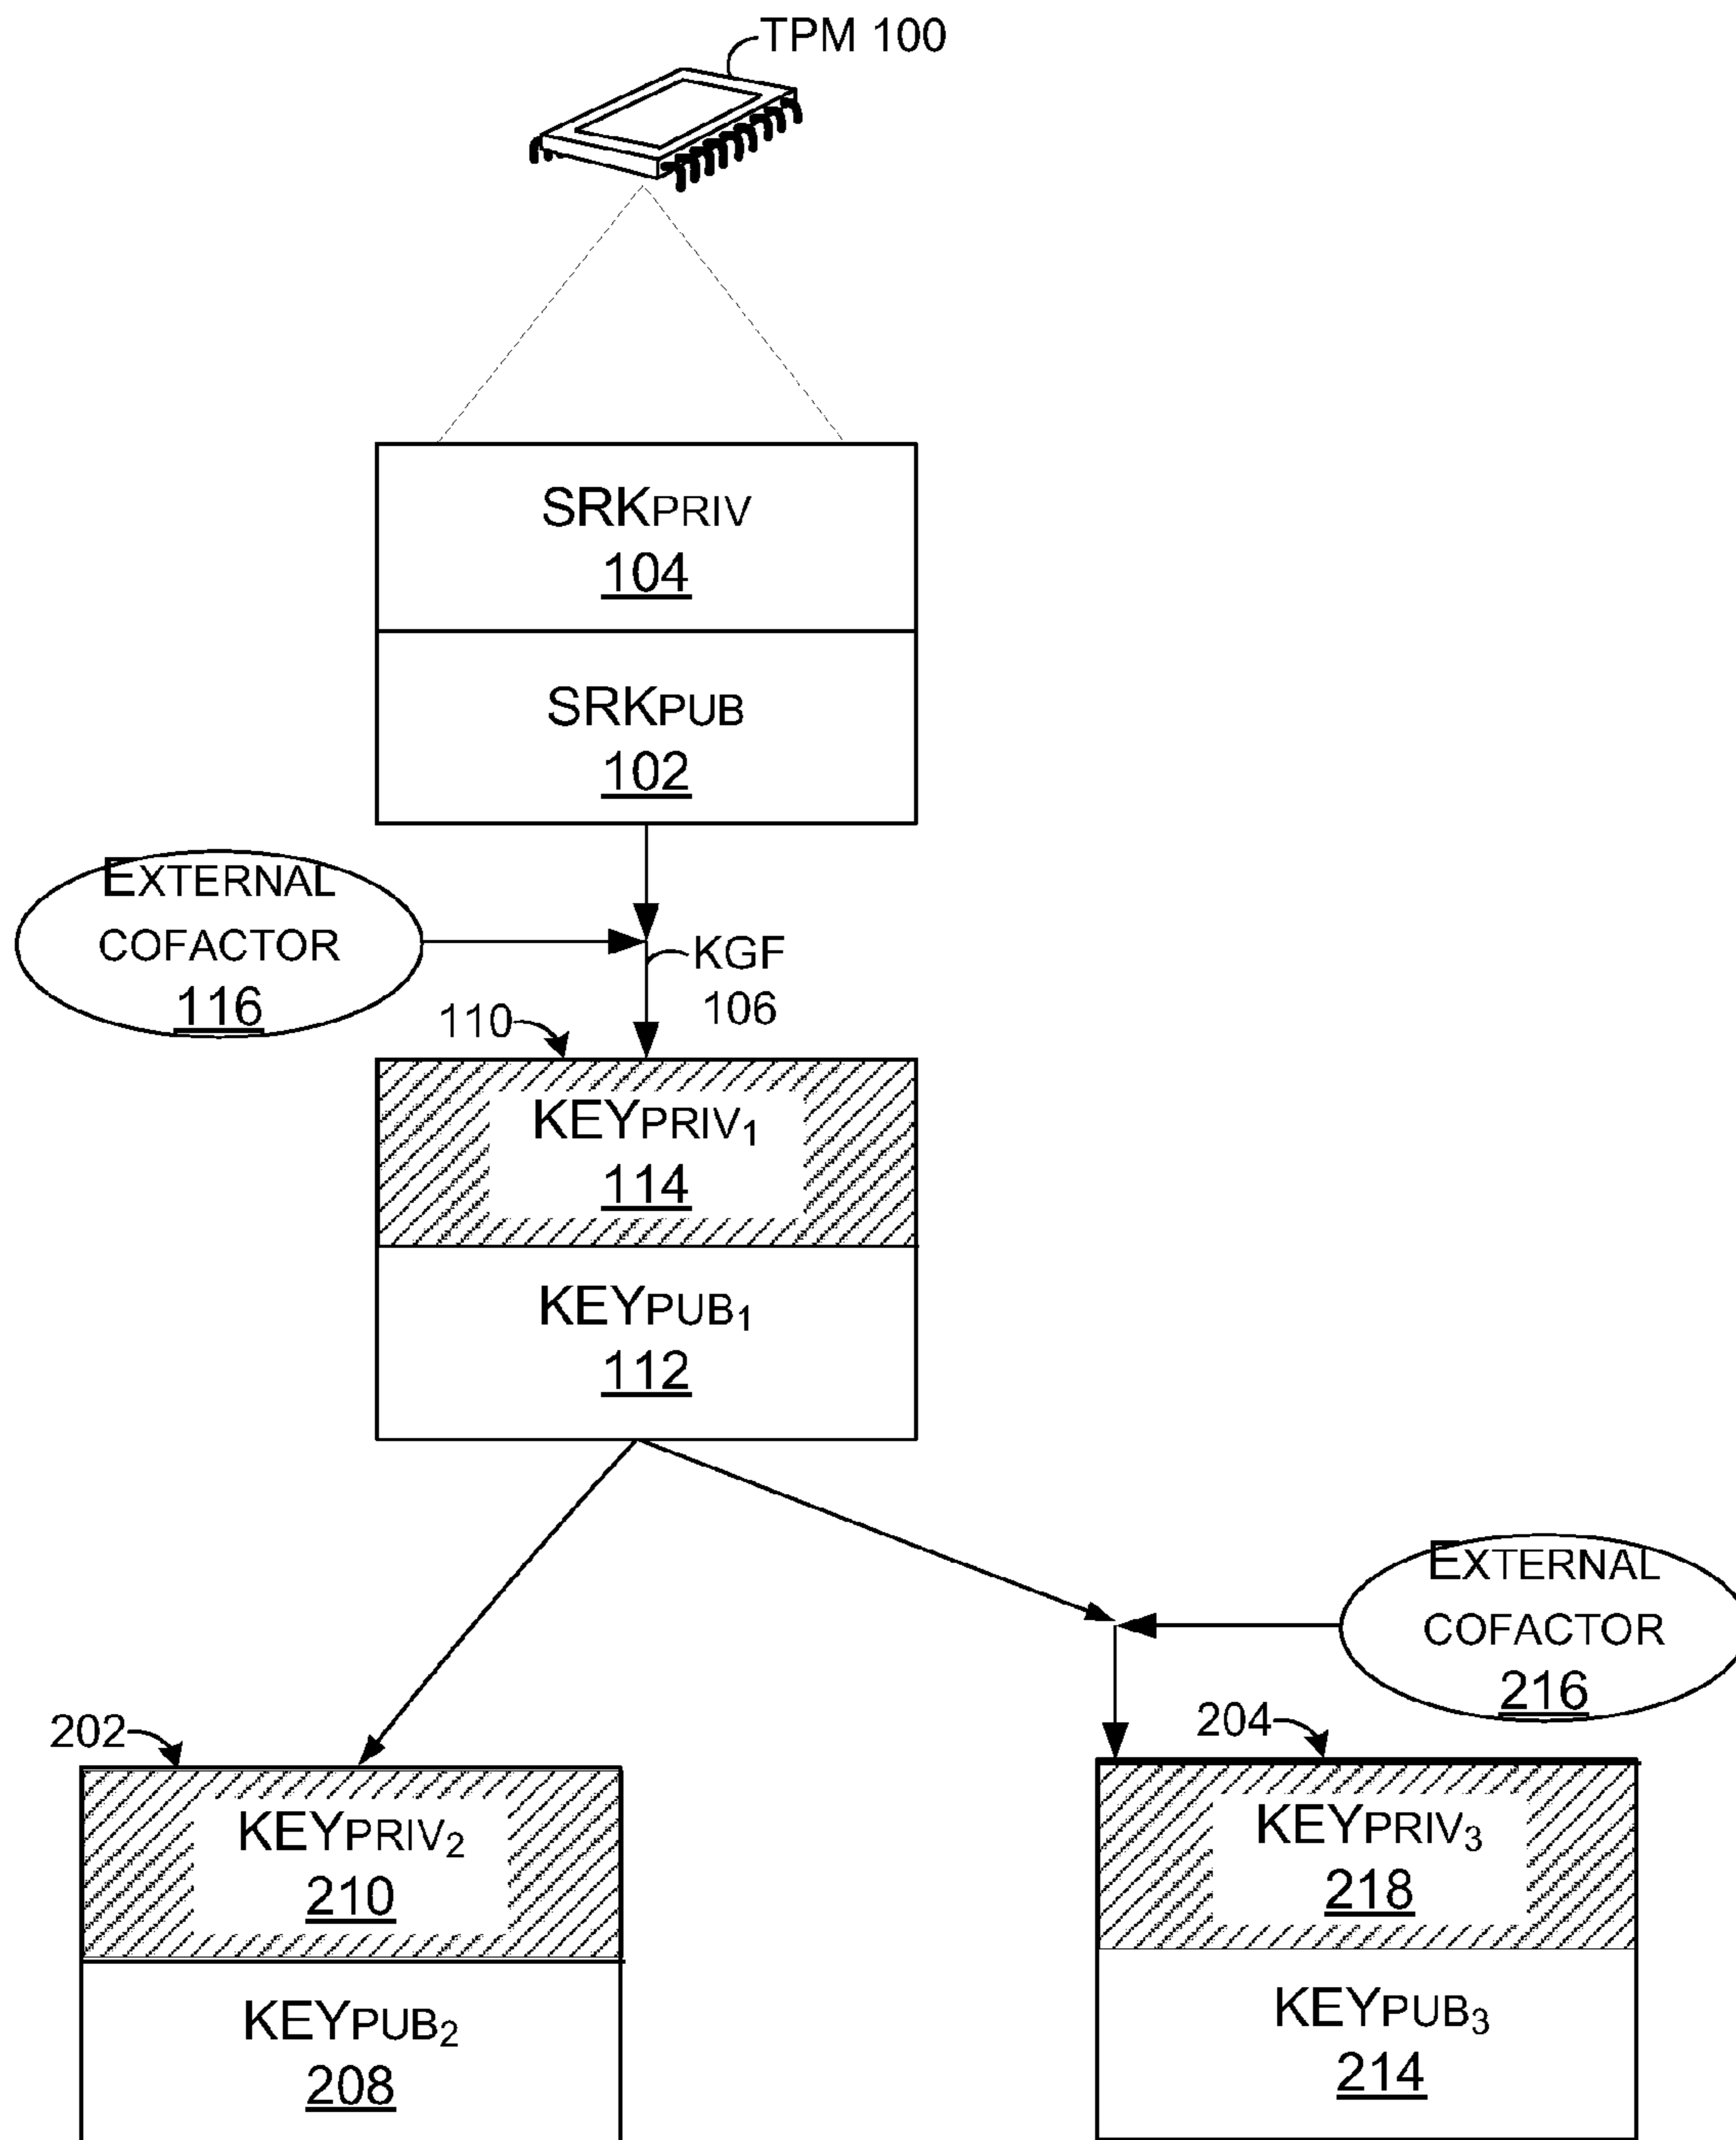 TPM 100
SRKPRIV
104
SRKPUB
102
EXTERNAL
COFACTOR
116
KGF
106
110
KEYPRIV1
114
KEYPUB1
112
EXTERNAL
COFACTOR
216
202
204
KEYPRIV2
210
KEYPUB2
208
KEYPRIV3
218
KEYPUB3
214